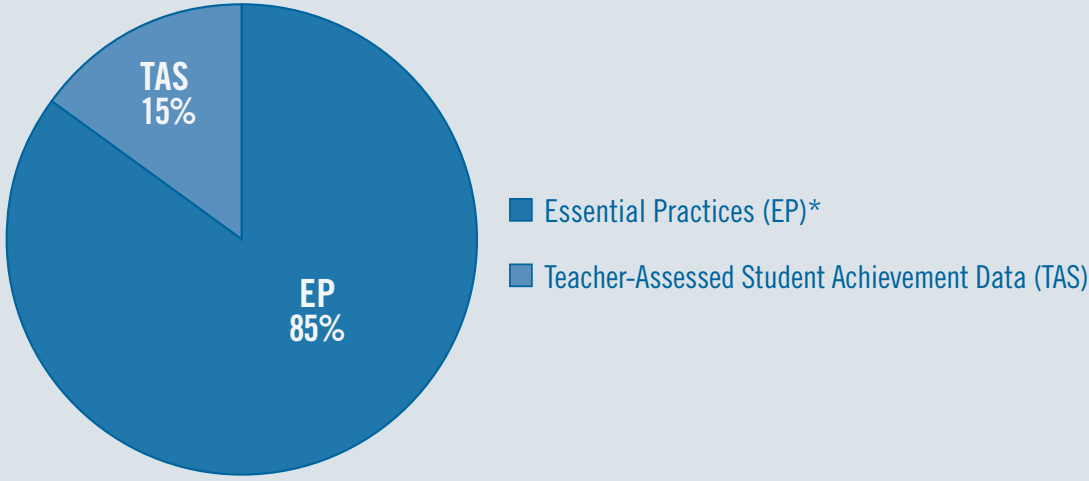 TAS
15%
EP
85%
Essential Practices (EP)*
Teacher-Assessed Student Achievement Data (TAS)